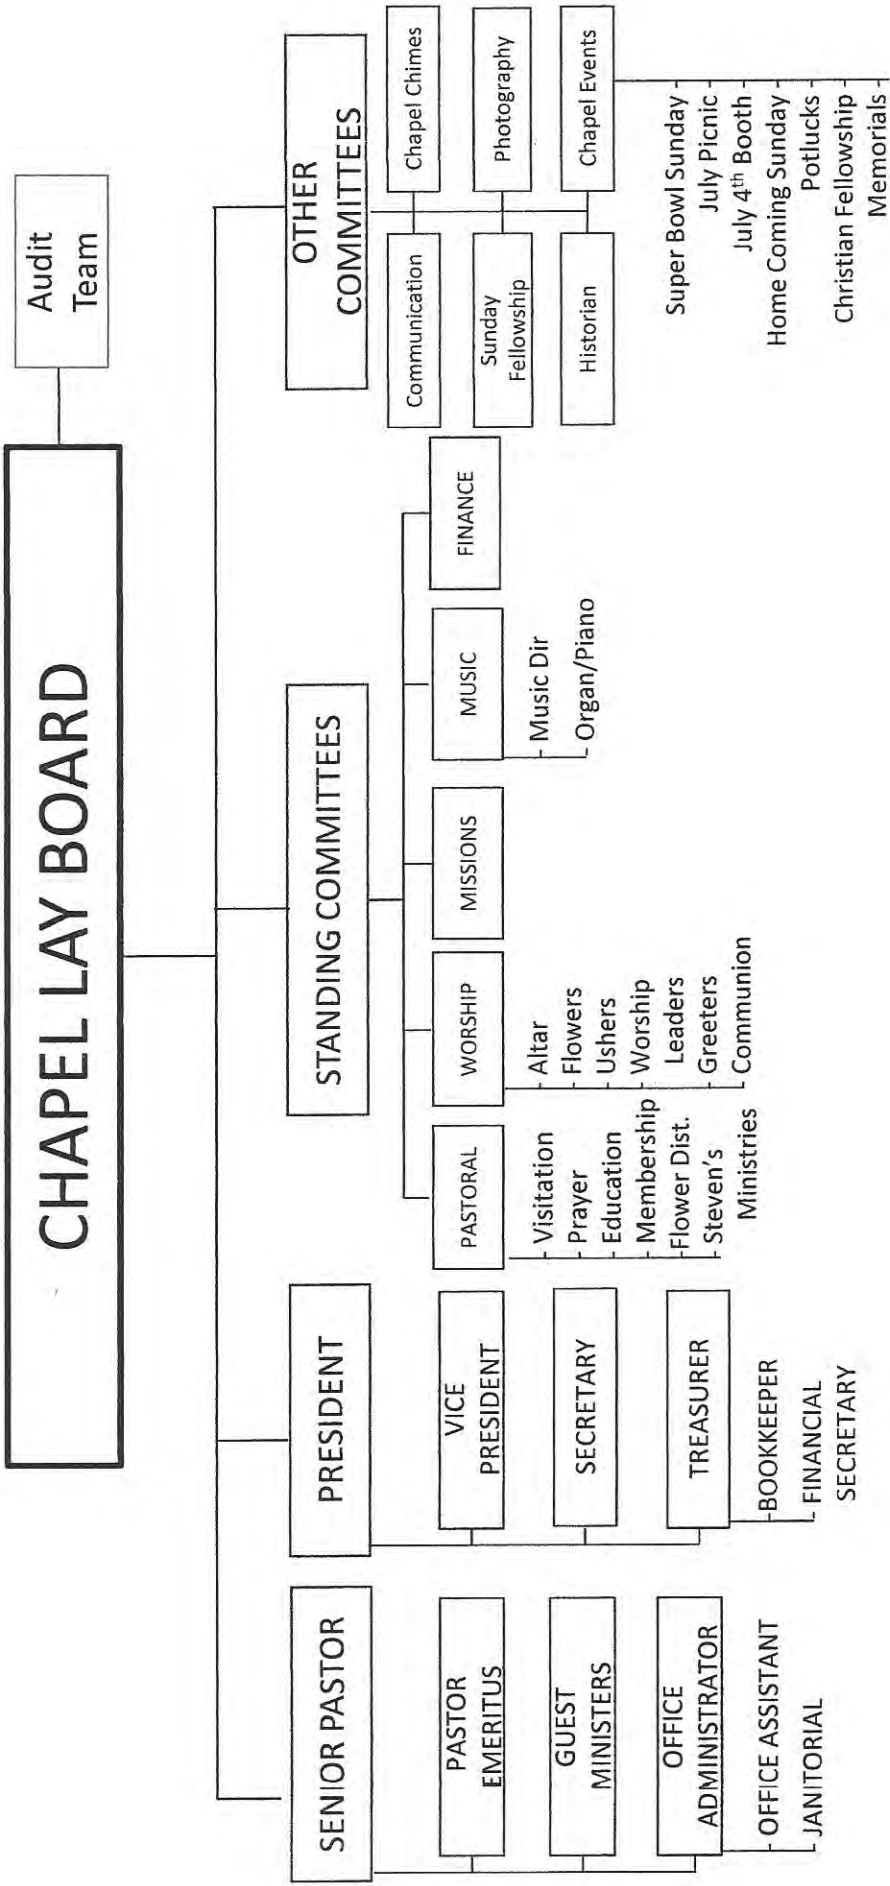 CHAPEL LAY BOARD
Audit
Team
SENIOR PASTOR
PASTOR
EMERITUS
GUEST
MINISTERS
OFFICE
ADMINISTRATOR
OFFICE ASSISTANT
JANITORIAL
PRESIDENT
VICE
PRESIDENT
SECRETARY
TREASURER
BOOKKEEPER
FINANCIAL
SECRETARY
STANDING COMMITTEES
PASTORAL
Visitation
Prayer
Education
Membership
Flower Dist.
Steven's
Ministries
WORSHIP
Altar
Flowers
Ushers
Worship
Leaders
Greeters
Communion
MISSIONS
MUSIC
Music Dir
Organ/Piano
FINANCE
OTHER
COMMITTEES
Communication
Chapel Chimes
Sunday
Fellowship
Photography
Historian
Chapel Events
Super Bowl Sunday
July Picnic
July 4th Booth
Home Coming Sunday
Potlucks
Christian Fellowship
Memorials